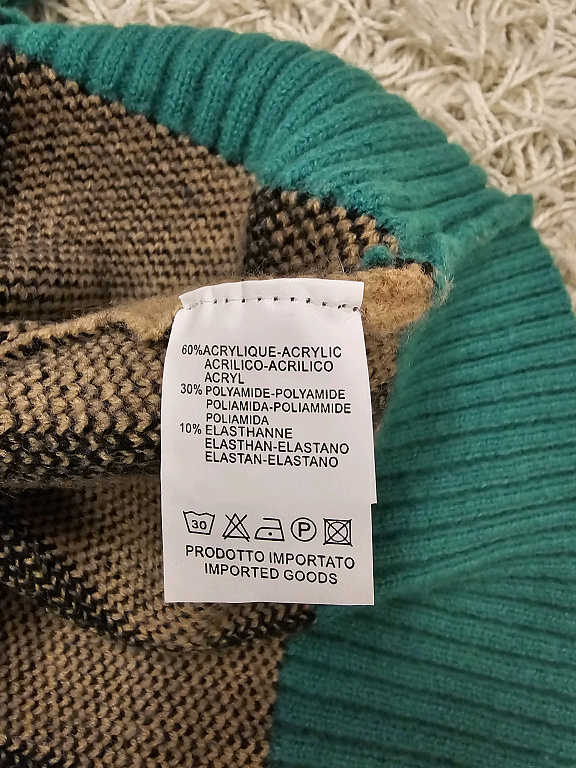 60%ACRYLIQUE-ACRYLIC
ACRILICO-ACRILICO
ACRYL
30% POLYAMIDE-POLYAMIDE
POLIAMIDA-POLIAMMIDE
POLIAMIDA
10% ELASTHANNE
ELASTHAN-ELASTANO
ELASTAN-ELASTANO
30 P
PRODOTTO IMPORTATO
IMPORTED GOODS